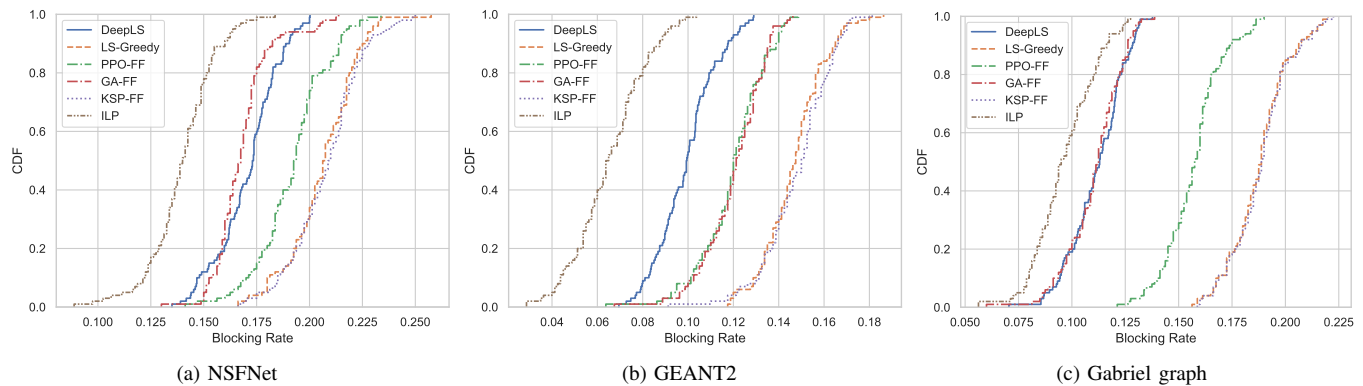 1.0
0.8
0.6
0.4
0.2
0.0
CDF
DeepLS
LS-Greedy
PPO-FF
GA-FF
KSP-FF
ILP
0.100 0.125 0.150 0.175 0.200 0.225 0.250
Blocking Rate
(a) NSFNet
1.0
0.8
0.6
0.4
0.2
0.0
CDF
DeepLS
LS-Greedy
PPO-FF
GA-FF
KSP-FF
ILP
0.04 0.06 0.08 0.10 0.12 0.14 0.16 0.18
Blocking Rate
(b) GEANT2
1.0
0.8
0.6
0.4
0.2
0.0
CDF
DeepLS
LS-Greedy
PPO-FF
GA-FF
KSP-FF
ILP
0.050 0.075 0.100 0.125 0.150 0.175 0.200 0.225
Blocking Rate
(c) Gabriel graph